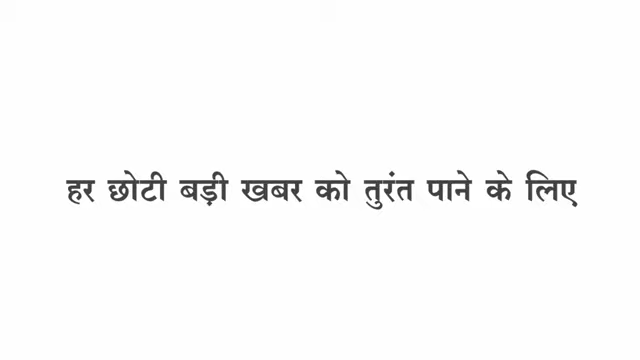 हर छोटी बड़ी खबर को तुरंत पाने के लिए